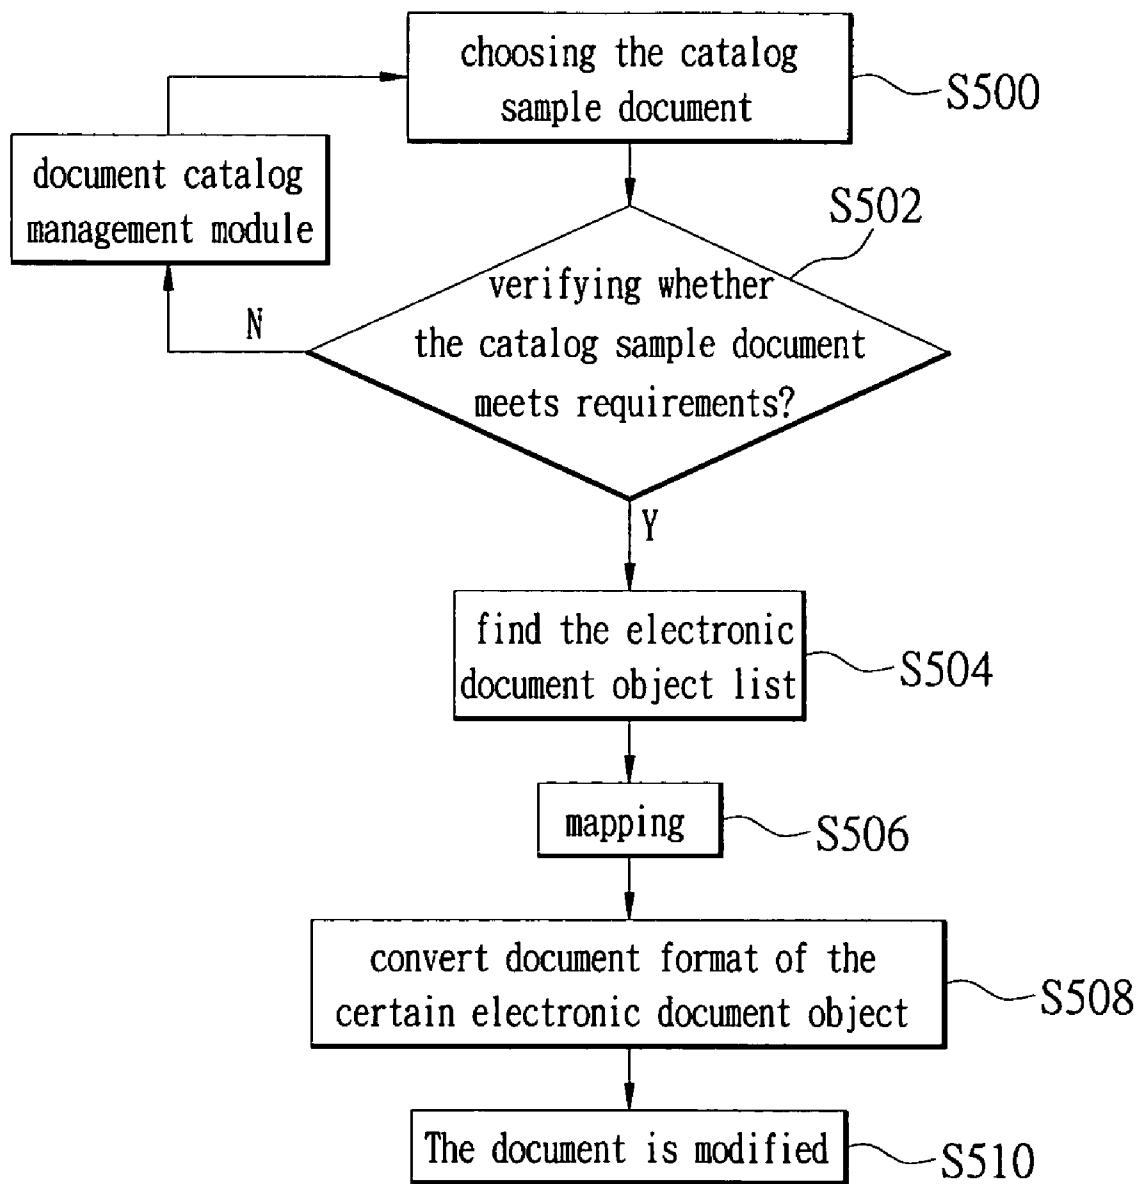 choosing the catalog
sample document
S500
document catalog
management module
S502
verifying whether
the catalog sample document
meets requirements?
N
Y
find the electronic
document object list
S504
mapping
S506
convert document format of the
certain electronic document object
S508
The document is modified
S510